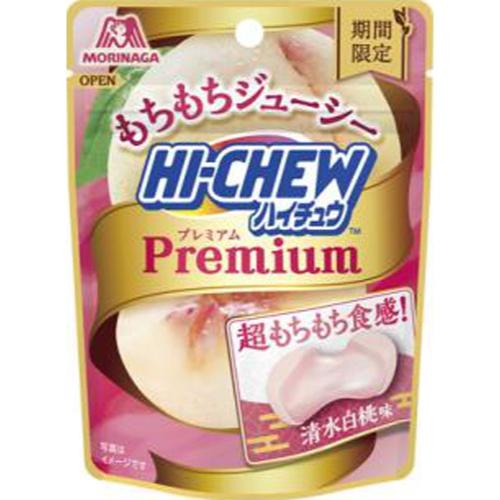 MORINAGA
OPEN
期間
限定
もちもちジューシー
HI-CHEW
ハイチュウ
TM
プレミアム
Premium
超もちもち食感!
清水白桃味
写真は
イメージです